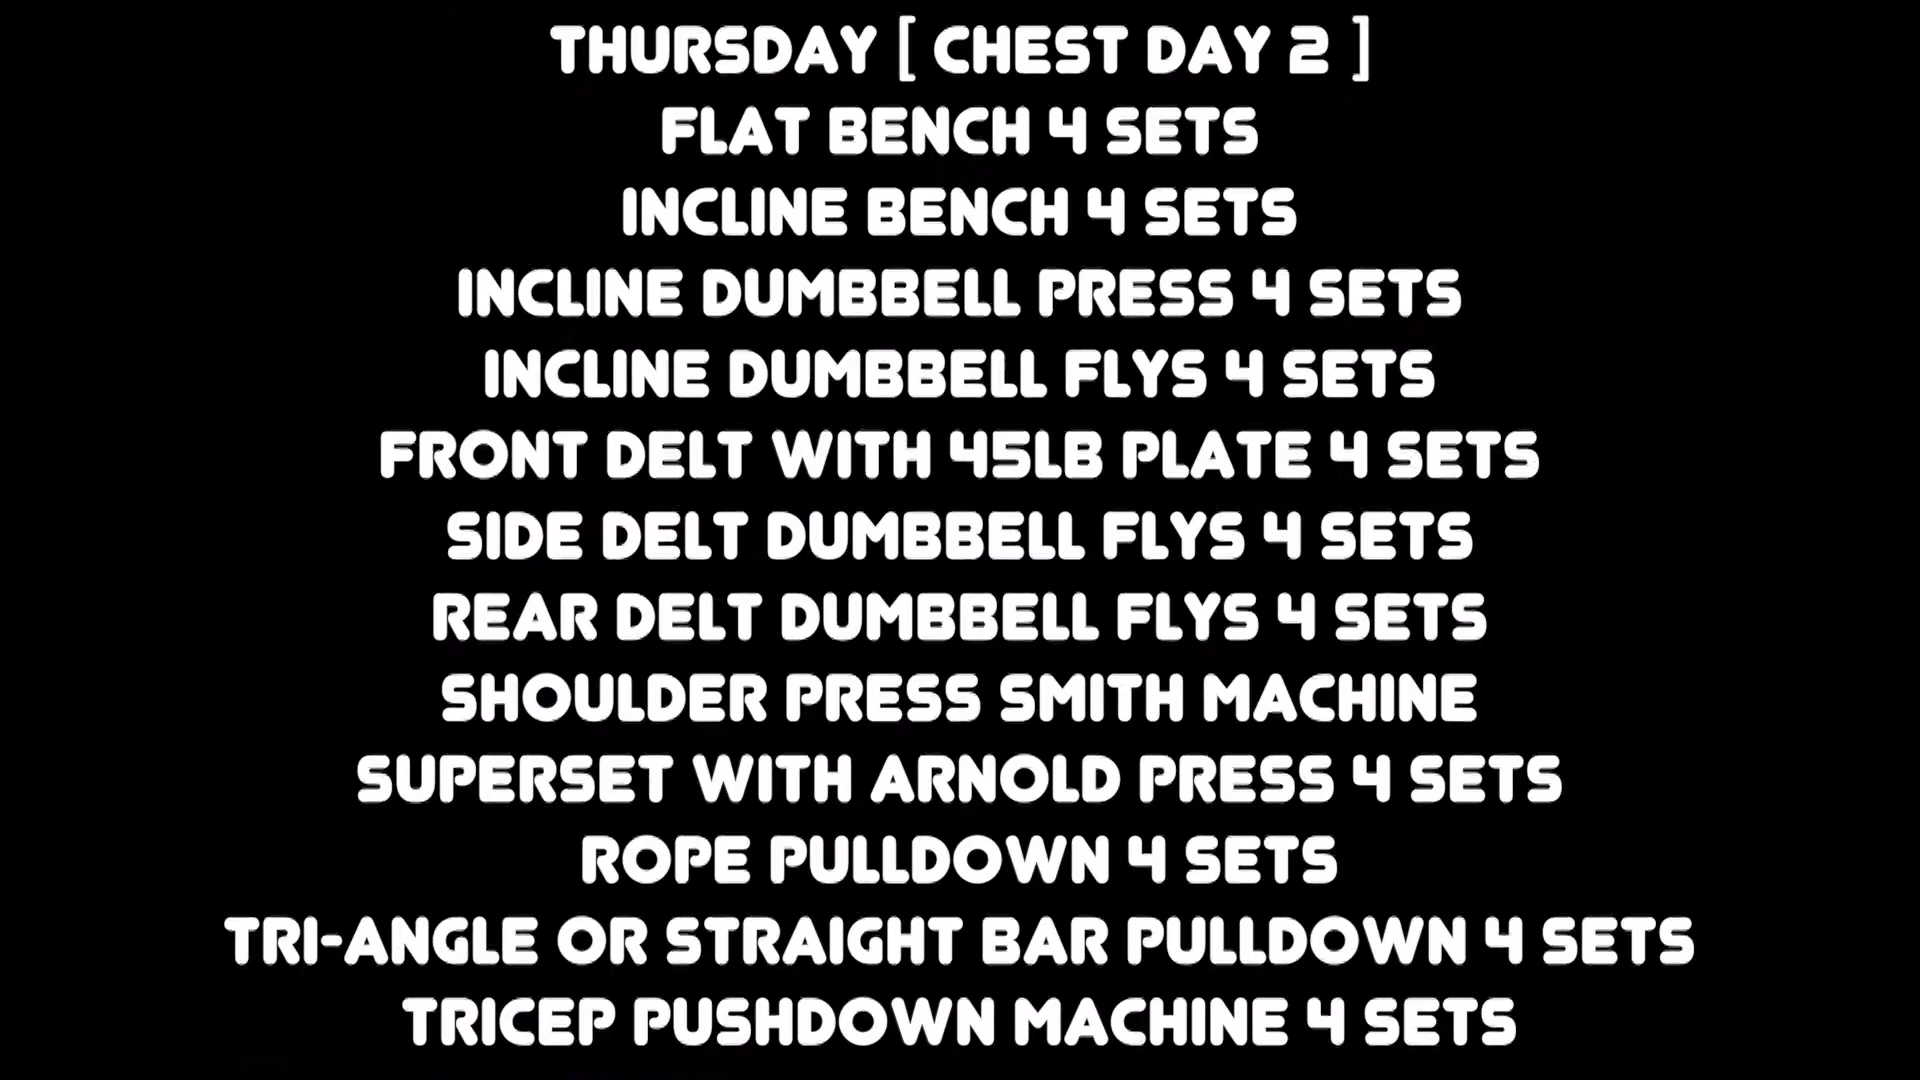 THURSDAY [ CHEST DAY 2 ]
FLAT BENCH 4 SETS
INCLINE BENCH 4 SETS
INCLINE DUMBBELL PRESS 4 SETS
INCLINE DUMBBELL FLYS 4 SETS
FRONT DELT WITH 45LB PLATE 4 SETS
SIDE DELT DUMBBELL FLYS 4 SETS
REAR DELT DUMBBELL FLYS 4 SETS
SHOULDER PRESS SMITH MACHINE
SUPERSET WITH ARNOLD PRESS 4 SETS
ROPE PULLDOWN 4 SETS
TRI-ANGLE OR STRAIGHT BAR PULLDOWN 4 SETS
TRICEP PUSHDOWN MACHINE 4 SETS